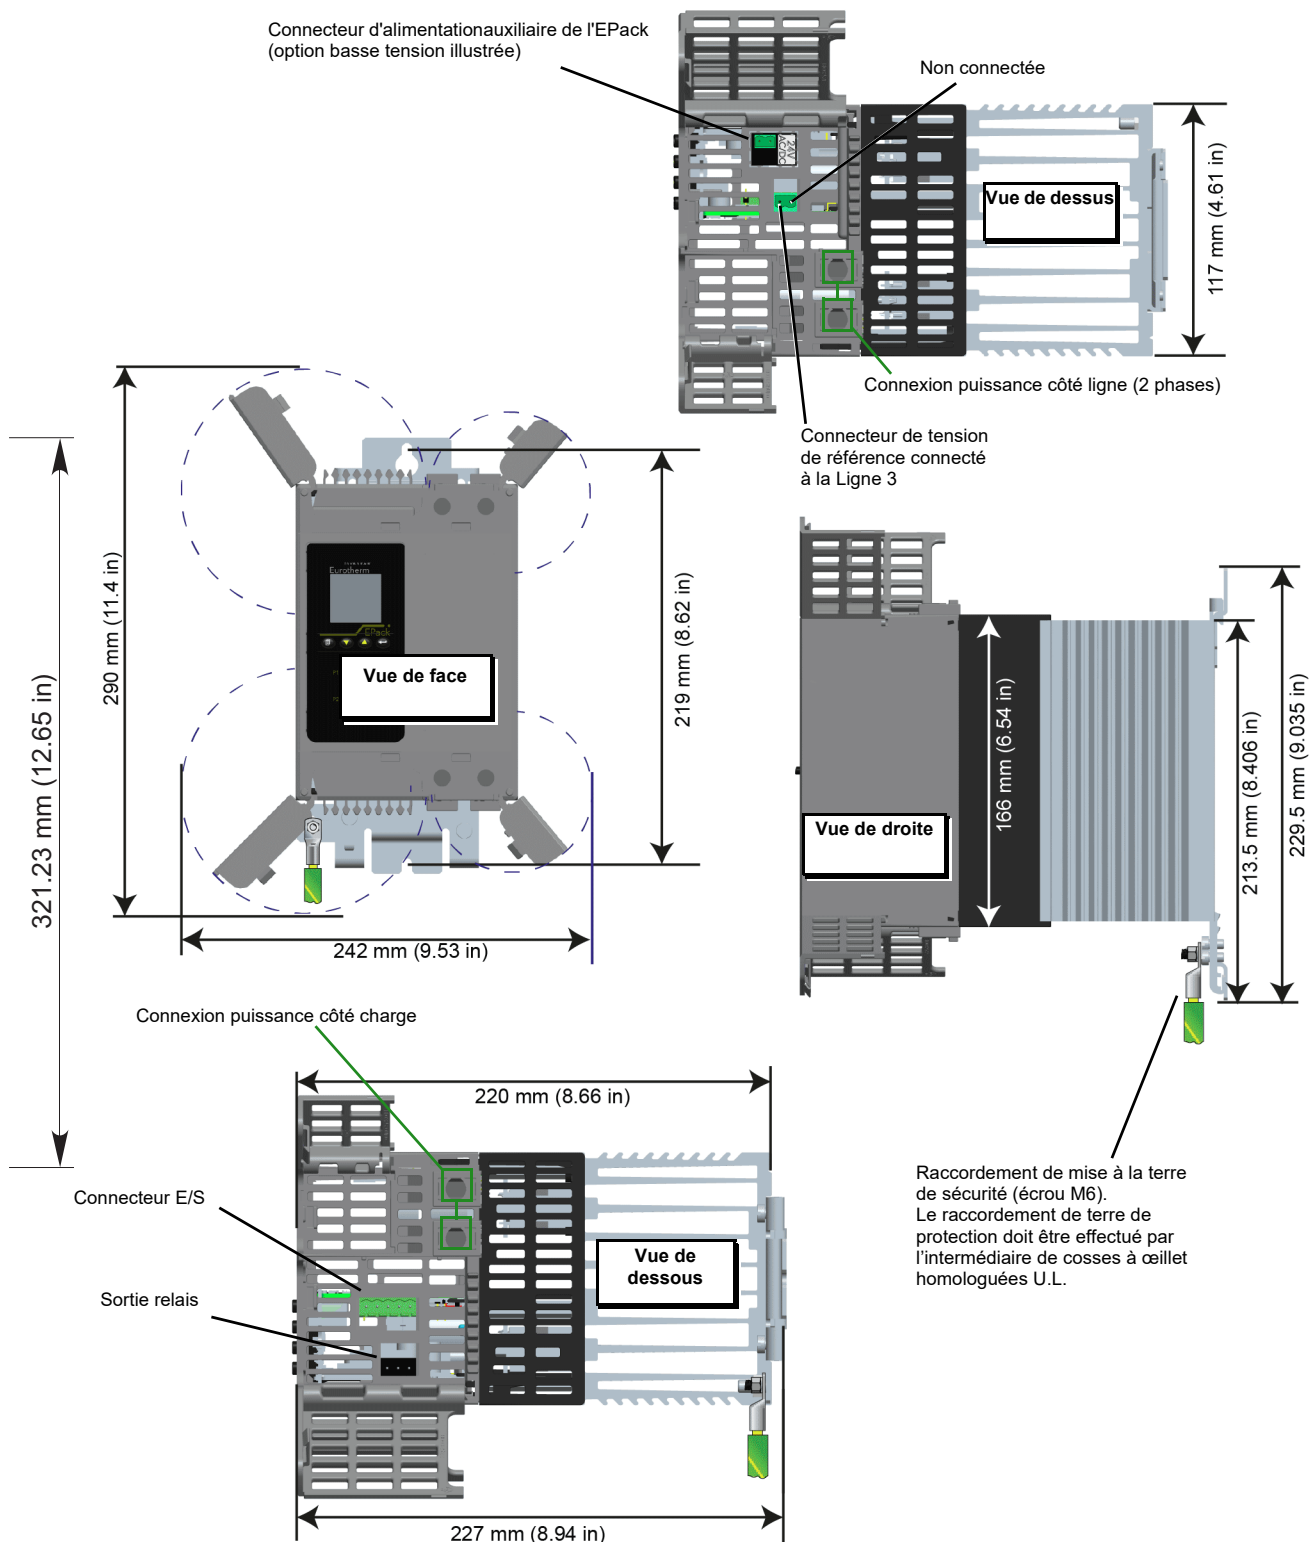 Connecteur d'alimentationauxiliaire de l'EPack
(option basse tension illustrée)
Non connectée
24V
AC/DC
Vue de dessus
117 mm (4.61 in)
Connexion puissance côté ligne (2 phases)
Connecteur de tension
de référence connecté
à la Ligne 3
321.23 mm (12.65 in)
290 mm (11.4 in)
Eurotherm
EPack
Vue de face
219 mm (8.62 in)
242 mm (9.53 in)
Vue de droite
166 mm (6.54 in)
213.5 mm (8.406 in)
229.5 mm (9.035 in)
Connexion puissance côté charge
220 mm (8.66 in)
Connecteur E/S
Sortie relais
Vue de
dessous
227 mm (8.94 in)
Raccordement de mise à la terre
de sécurité (écrou M6).
Le raccordement de terre de
protection doit être effectué par
l’intermédiaire de cosses à œillet
homologuées U.L.